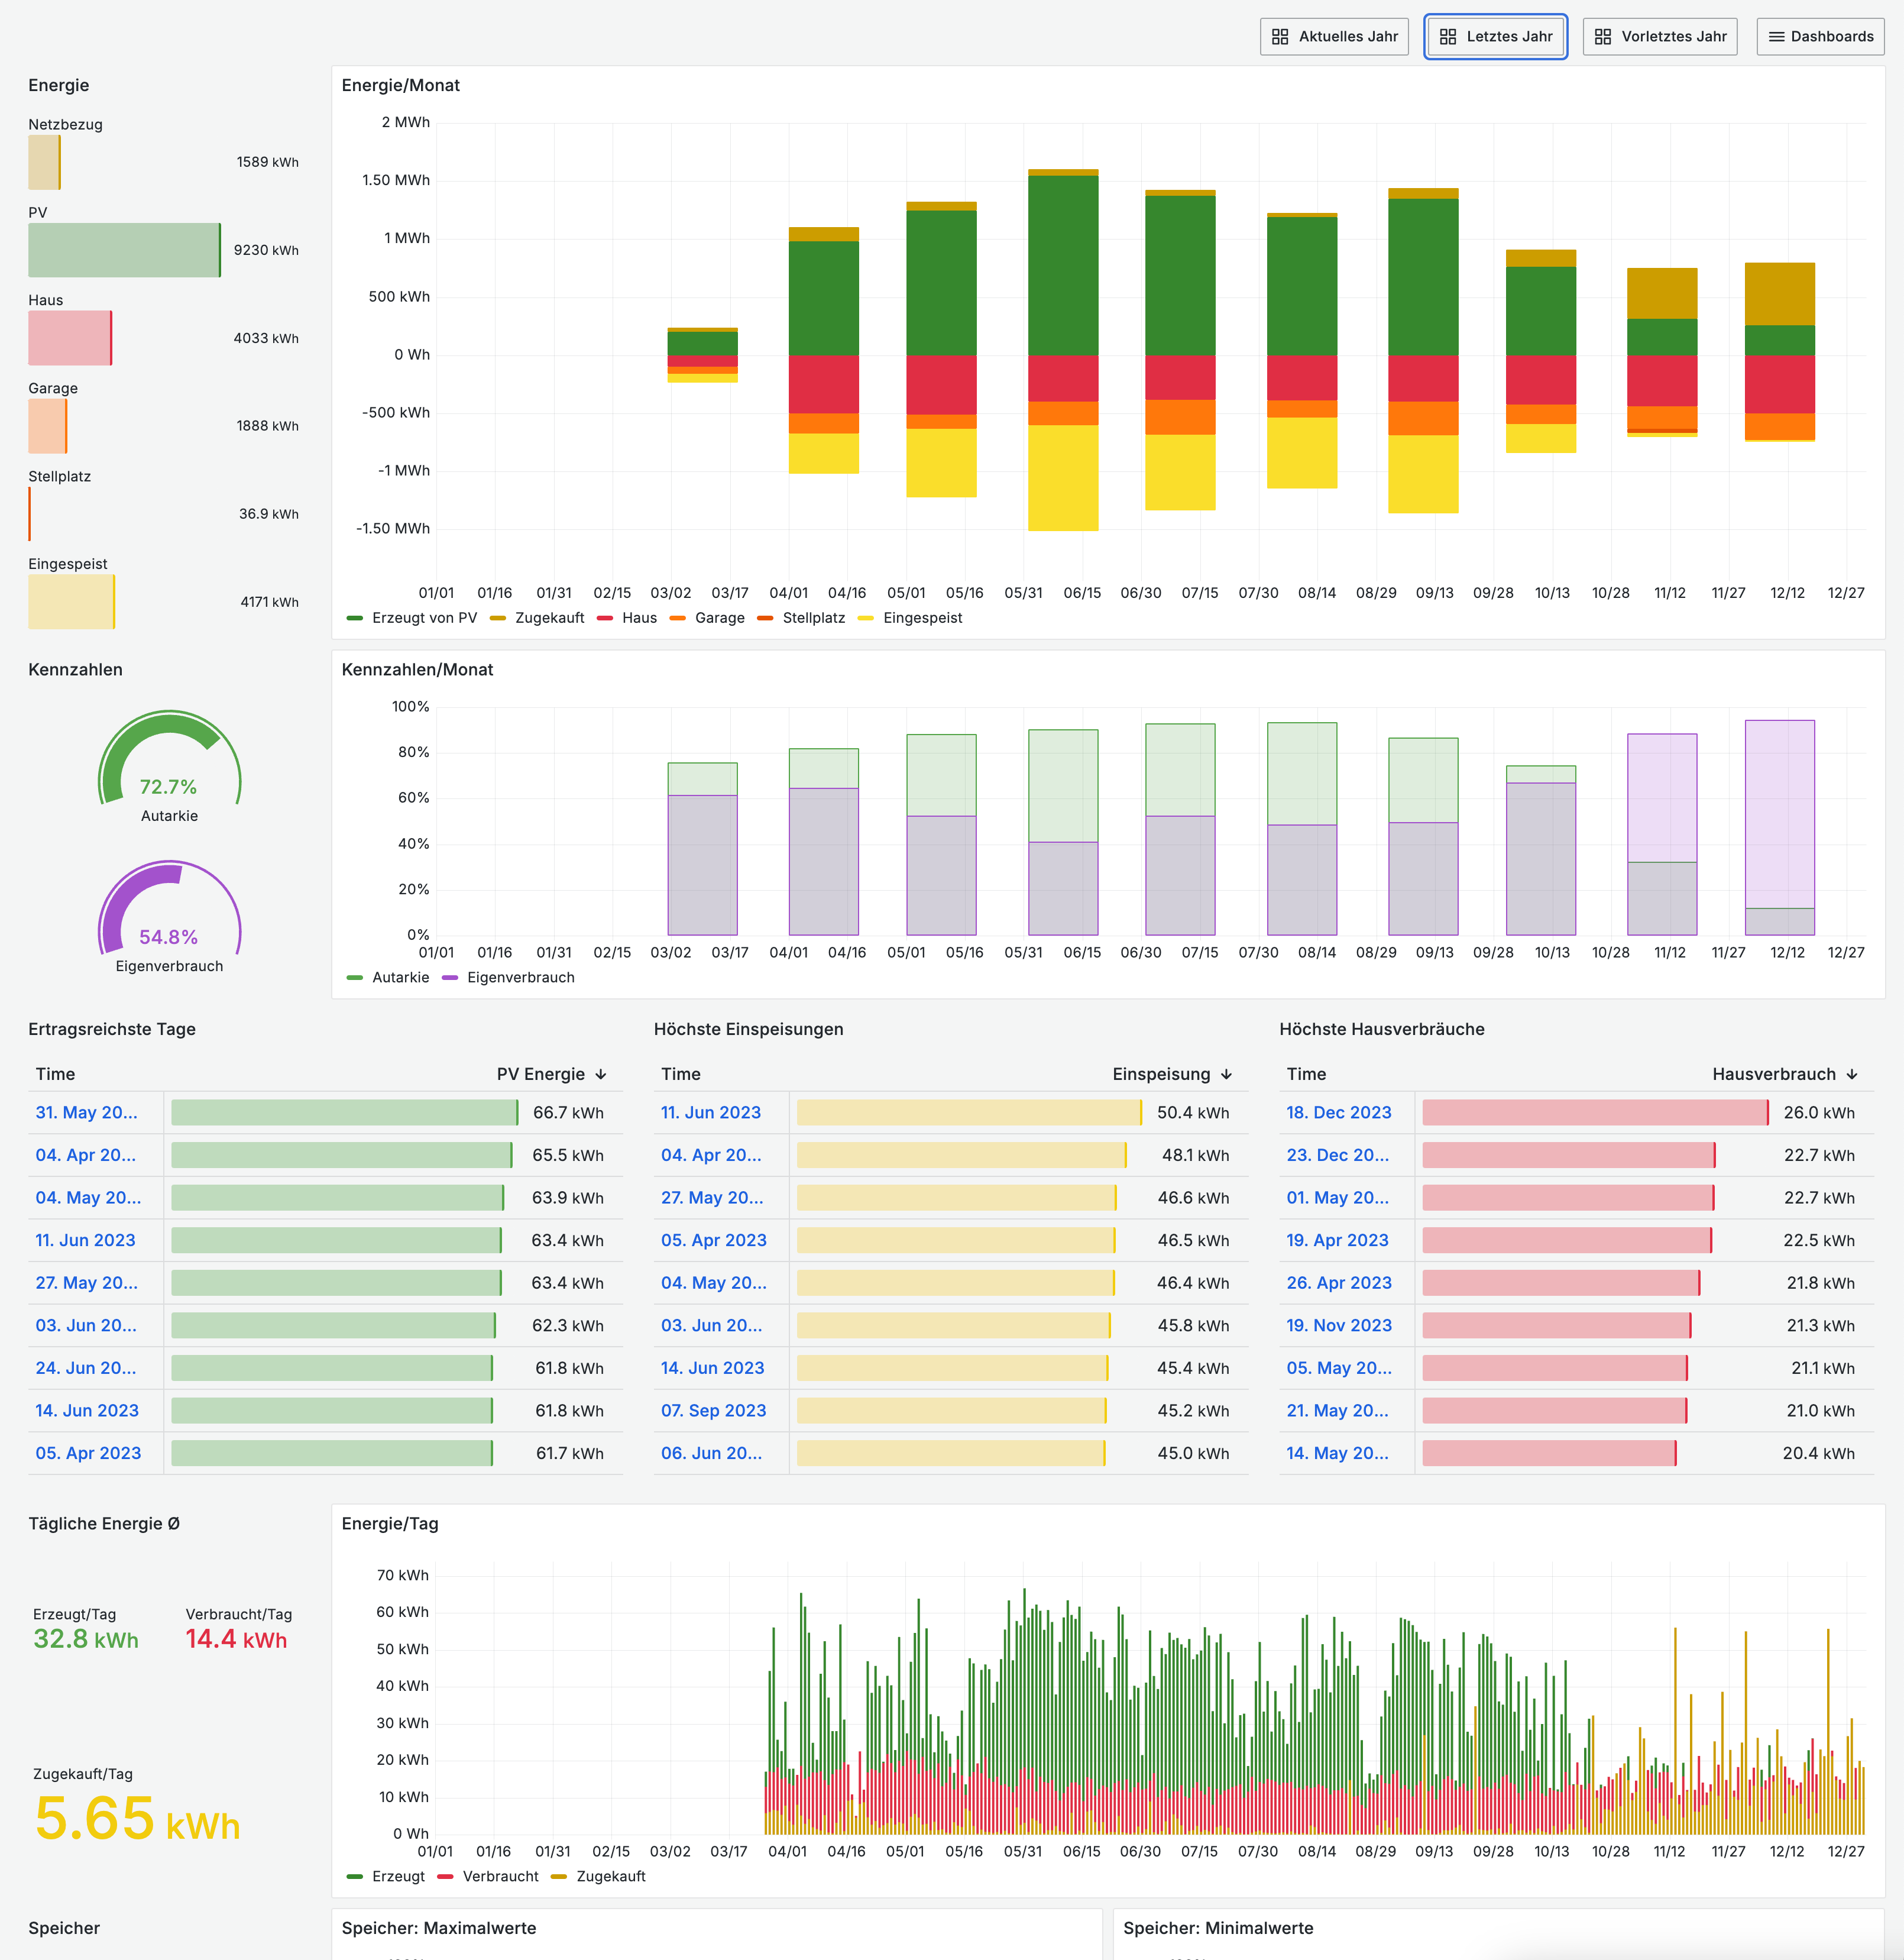 Aktuelles Jahr Letztes Jahr Vorletztes Jahr Dashboards
Energie
Netzbezug
1589 kWh
PV
9230 kWh
Haus
4033 kWh
Garage
1888 kWh
Stellplatz
36.9 kWh
Eingespeist
4171 kWh
Energie/Monat
2 MWh
1.50 MWh
1 MWh
500 kWh
0 Wh
-500 kWh
-1 MWh
-1.50 MWh
01/01 01/16 01/31 02/15 03/02 03/17 04/01 04/16 05/01 05/16 05/31 06/15 06/30 07/15 07/30 08/14 08/29 09/13 09/28 10/13 10/28 11/12 11/27 12/12 12/27
Erzeugt von PV Zugekauft Haus Garage Stellplatz Eingespeist
Kennzahlen
72.7%
Autarkie
54.8%
Eigenverbrauch
Kennzahlen/Monat
100%
80%
60%
40%
20%
0%
01/01 01/16 01/31 02/15 03/02 03/17 04/01 04/16 05/01 05/16 05/31 06/15 06/30 07/15 07/30 08/14 08/29 09/13 09/28 10/13 10/28 11/12 11/27 12/12 12/27
Autarkie Eigenverbrauch
Ertragsreichste Tage
Time PV Energie
31. May 20... 66.7 kWh
04. Apr 20... 65.5 kWh
04. May 20... 63.9 kWh
11. Jun 2023 63.4 kWh
27. May 20... 63.4 kWh
03. Jun 20... 62.3 kWh
24. Jun 20... 61.8 kWh
14. Jun 2023 61.8 kWh
05. Apr 2023 61.7 kWh
Höchste Einspeisungen
Time Einspeisung
11. Jun 2023 50.4 kWh
04. Apr 20... 48.1 kWh
27. May 20... 46.6 kWh
05. Apr 2023 46.5 kWh
04. May 20... 46.4 kWh
03. Jun 20... 45.8 kWh
14. Jun 2023 45.4 kWh
07. Sep 2023 45.2 kWh
06. Jun 20... 45.0 kWh
Höchste Hausverbräuche
Time Hausverbrauch
18. Dec 2023 26.0 kWh
23. Dec 20... 22.7 kWh
01. May 20... 22.7 kWh
19. Apr 2023 22.5 kWh
26. Apr 2023 21.8 kWh
19. Nov 2023 21.3 kWh
05. May 20... 21.1 kWh
21. May 20... 21.0 kWh
14. May 20... 20.4 kWh
Tägliche Energie Ø
Erzeugt/Tag Verbraucht/Tag
32.8 kWh 14.4 kWh
Zugekauft/Tag
5.65 kWh
Energie/Tag
70 kWh
60 kWh
50 kWh
40 kWh
30 kWh
20 kWh
10 kWh
0 Wh
01/01 01/16 01/31 02/15 03/02 03/17 04/01 04/16 05/01 05/16 05/31 06/15 06/30 07/15 07/30 08/14 08/29 09/13 09/28 10/13 10/28 11/12 11/27 12/12 12/27
Erzeugt Verbraucht Zugekauft
Speicher
Speicher: Maximalwerte
Speicher: Minimalwerte